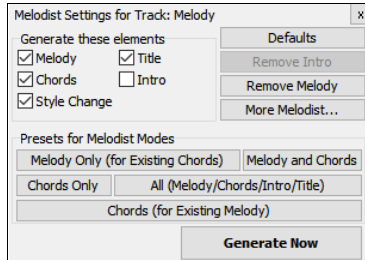 Melodist Settings for Track: Melody x
Generate these elements
Defaults
Melody Title
Remove Intro
Chords Intro
Remove Melody
Style Change
More Melodist...
Presets for Melodist Modes
Melody Only (for Existing Chords) Melody and Chords
Chords Only All (Melody/Chords/Intro/Title)
Chords (for Existing Melody)
Generate Now